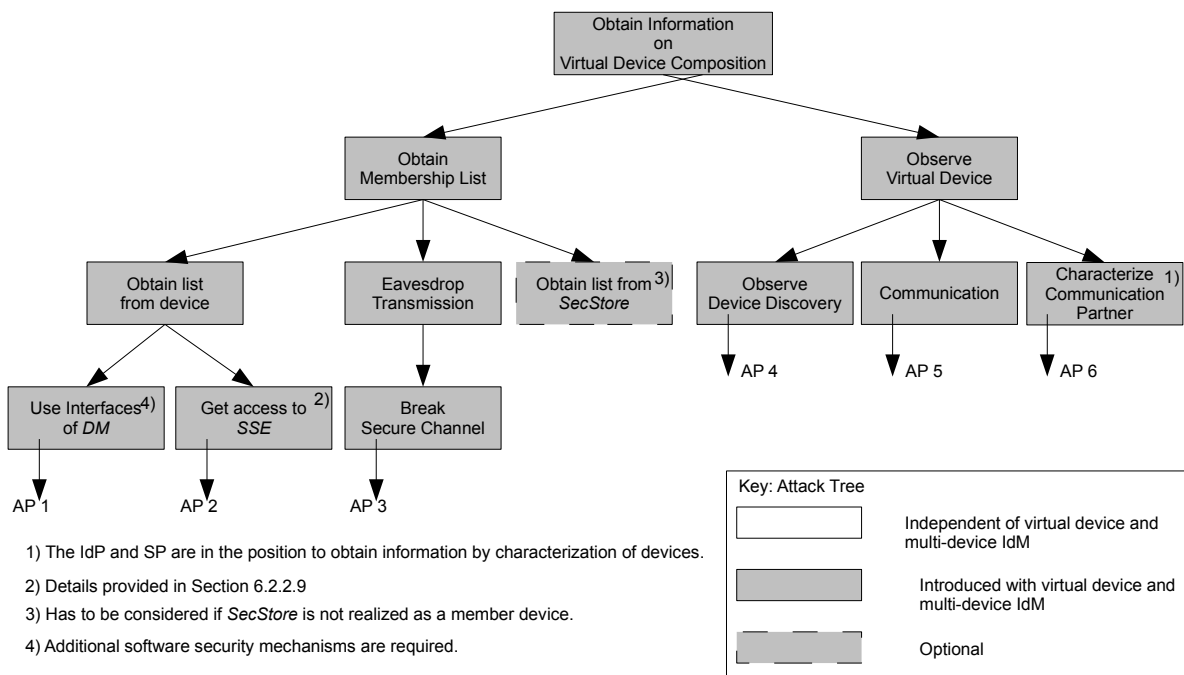 Obtain Information
on
Virtual Device Composition
Obtain
Membership List
Observe
Virtual Device
Obtain list
from device
Eavesdrop
Transmission
Obtain list from 3)
SecStore
Observe
Device Discovery
Communication
Characterize 1)
Communication
Partner
AP 4
AP 5
AP 6
Use Interfaces 4)
of DM
Get access to 2)
SSE
Break
Secure Channel
AP 1
AP 2
AP 3
1) The IdP and SP are in the position to obtain information by characterization of devices.
2) Details provided in Section 6.2.2.9
3) Has to be considered if SecStore is not realized as a member device.
4) Additional software security mechanisms are required.
Key: Attack Tree
Independent of virtual device and
multi-device IdM
Introduced with virtual device and
multi-device IdM
Optional